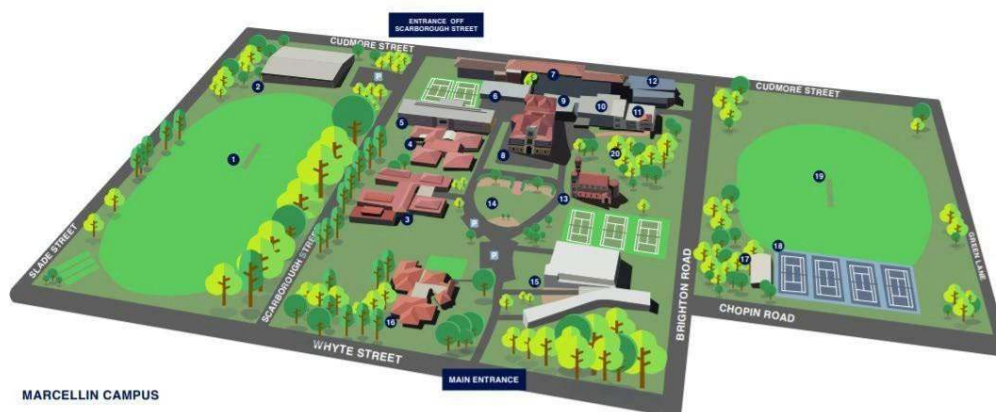 ENTRANCE OFF
SCARBOROUGH STREET
CUDMORE STREET
P
7
12
2
6
9
10
11
CUDMORE STREET
5
1
4
8
20
19
13
14
3
P
SLADE STREET
SCARBOROUGH STREET
18
17
GREEN LANE
15
P
BRIGHTON ROAD
CHOPIN ROAD
16
WHYTE STREET
MAIN ENTRANCE
MARCELLIN CAMPUS